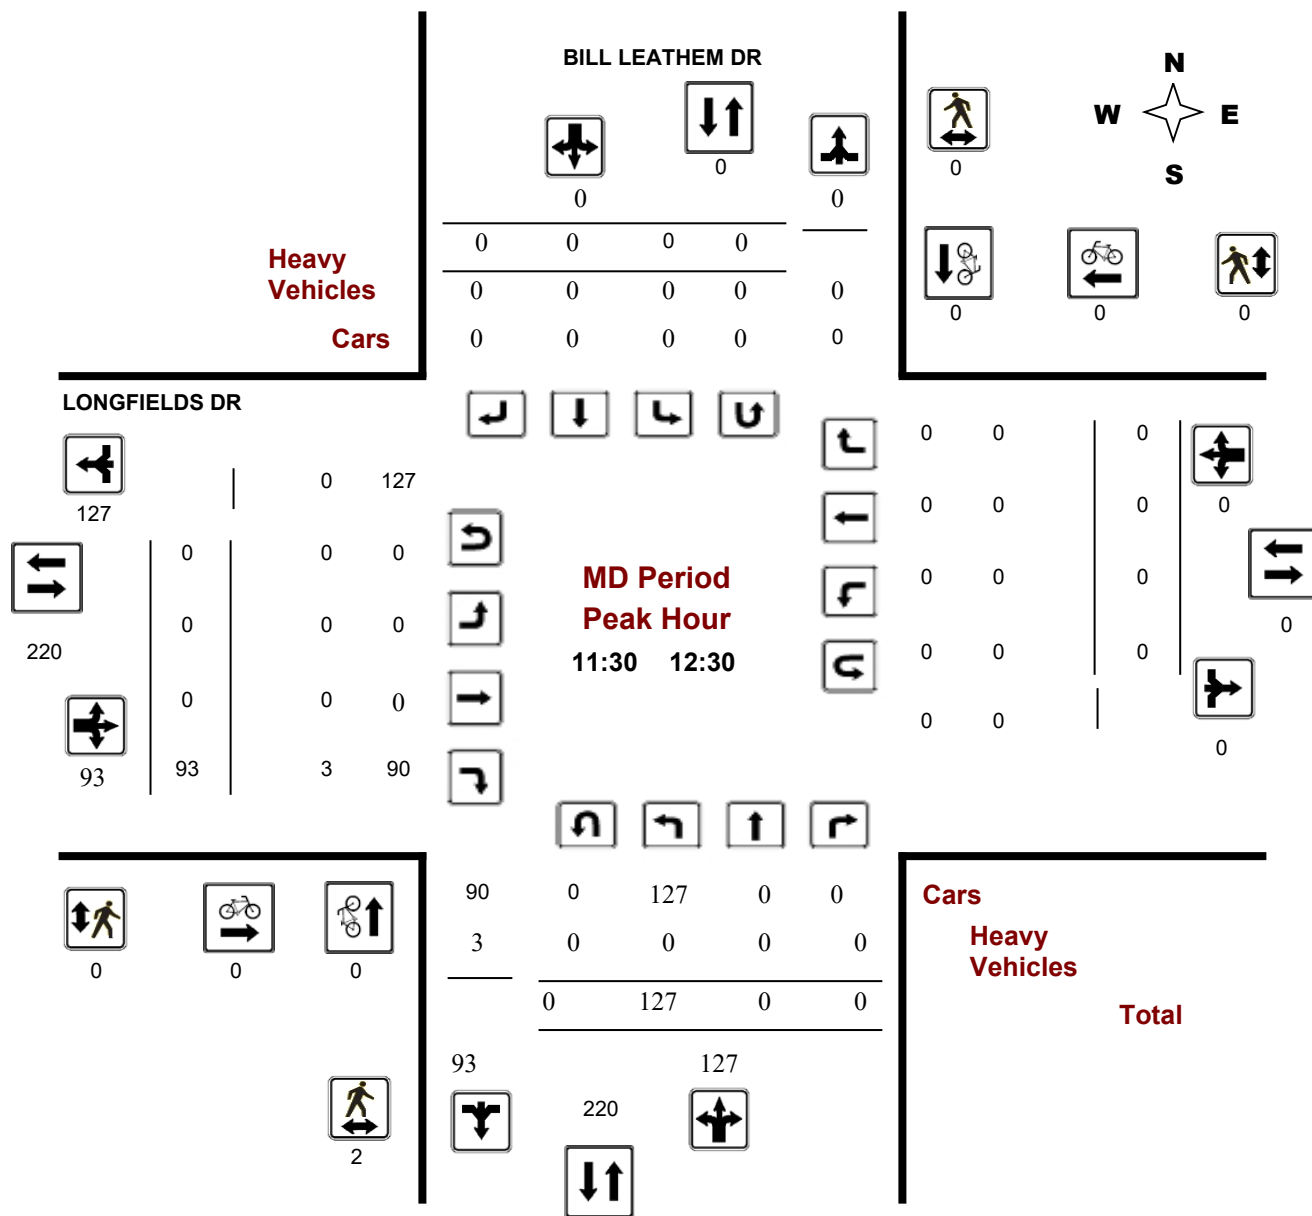 BILL LEATHEM DR
N
W E
S
0
0
0
0 0
0 0 0 0
Heavy
Vehicles
0 0 0 0 0
Cars
0 0 0 0 0
0 0 0
LONGFIELDS DR
0 0 0
0 127
127
0 0 0
0
0 0 0
MD Period
0 0 0
Peak Hour
0 0 0
0
220
11:30 12:30
0 0 0
0 0 0
0 0
0
93
93 3 90
90 0 127 0 0
Cars
3 0 0 0 0
Heavy
Vehicles
0 0 0
0 127 0 0
Total
93 127
220
2